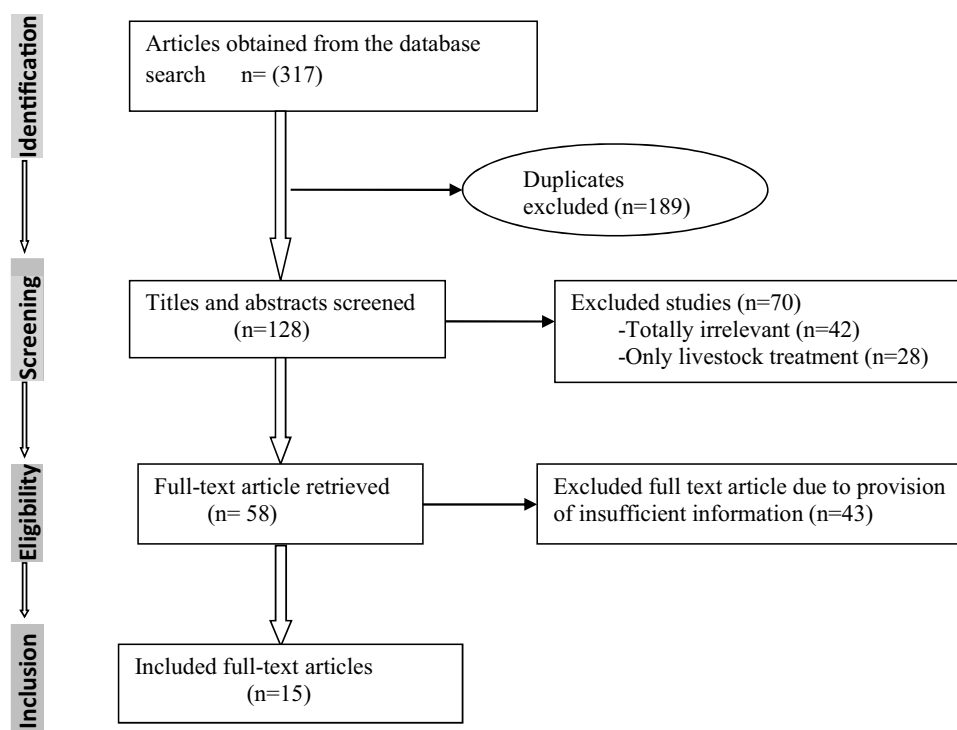 Identification
Articles obtained from the database
search n= (317)
Duplicates
excluded (n=189)
Screening
Titles and abstracts screened
(n=128)
Excluded studies (n=70)
-Totally irrelevant (n=42)
-Only livestock treatment (n=28)
Eligibility
Full-text article retrieved
(n= 58)
Excluded full text article due to provision
of insufficient information (n=43)
Inclusion
Included full-text articles
(n=15)